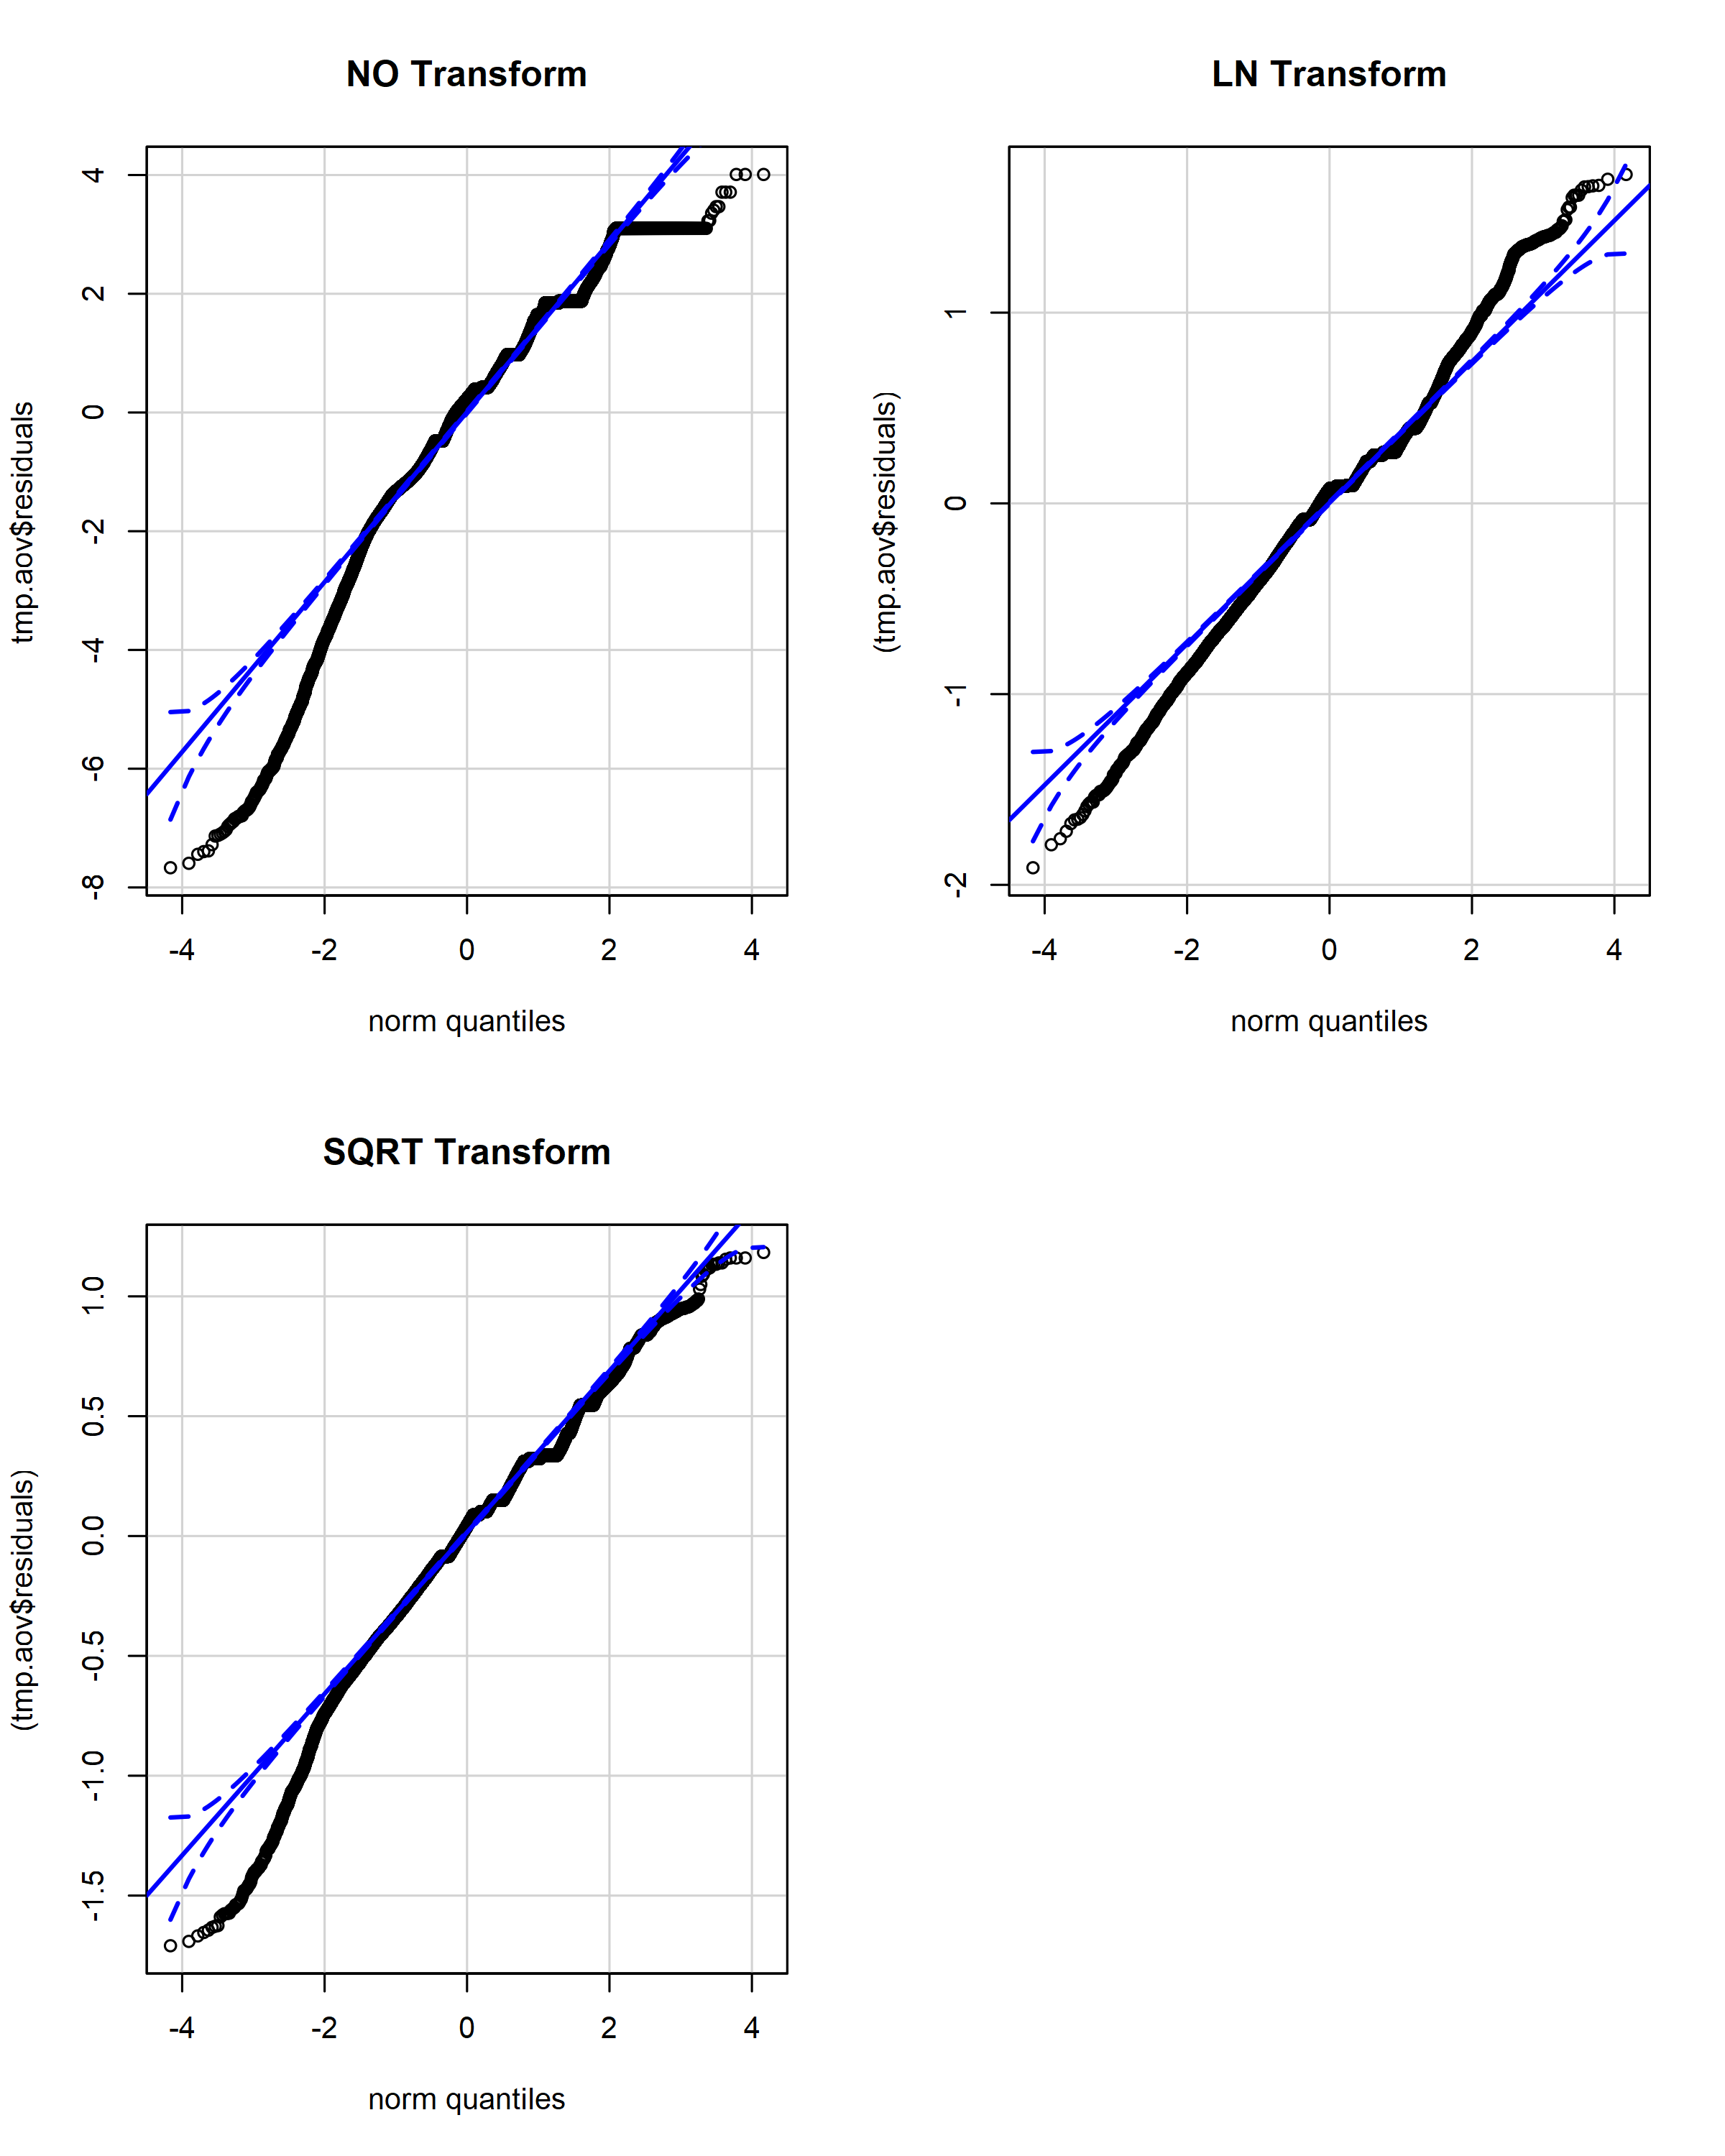 NO Transform
tmp.aov$residuals
4
2
0
-2
-4
-6
-8
-4 -2 0 2 4
norm quantiles
LN Transform
(tmp.aov$residuals)
1
0
-1
-2
-4 -2 0 2 4
norm quantiles
SQRT Transform
(tmp.aov$residuals)
1.0
0.5
0.0
-0.5
-1.0
-1.5
-4 -2 0 2 4
norm quantiles